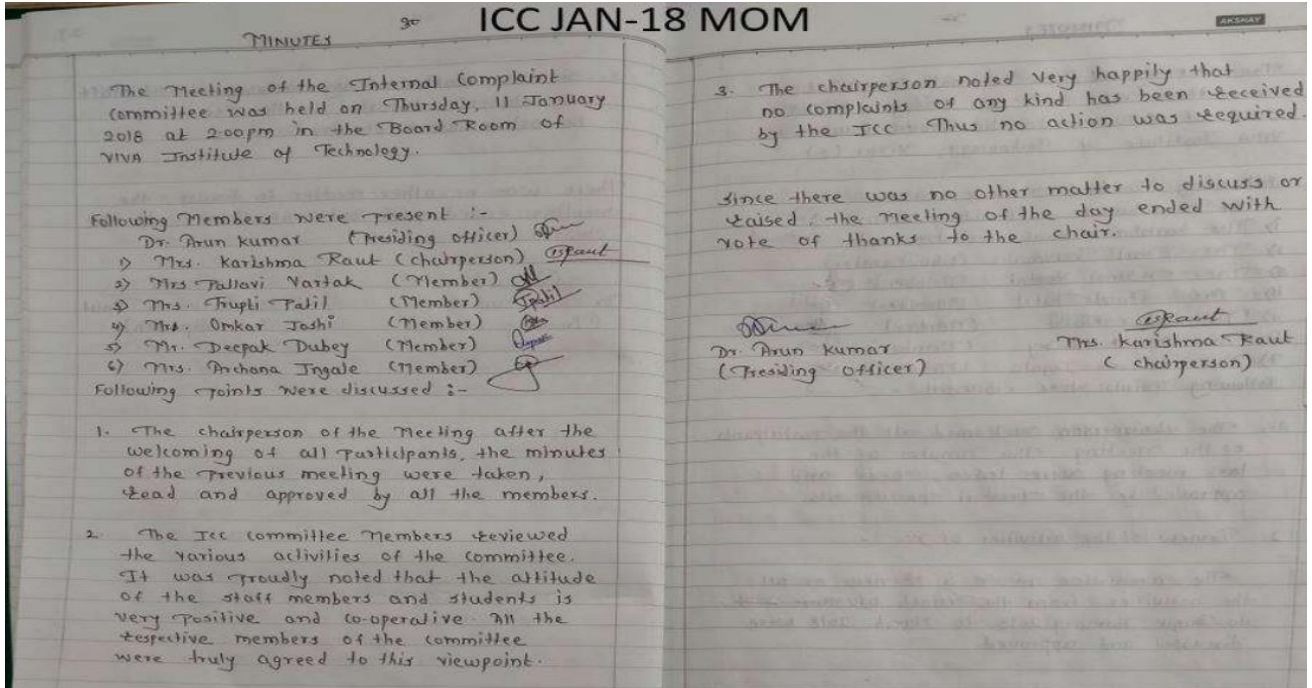 ICC JAN-18 MOM
30
AKSHAY
MINUTES
The Meeting of the Internal Complaint
Committee was held on Thursday, 11 January
2018 at 2:00pm in the Board Room of
VIVA Institute of Technology.
Following Members were Present :-
Dr. Arun Kumar (Presiding officer)
1) Mrs. Karishma Raut (chairperson) Raut
2) Mrs Pallavi Vartak (Member)
3) Mrs. Trupti Patil (Member) Patil
4) Mrs. Omkar Joshi (Member)
5) Mr. Deepak Dubey (Member)
6) Mrs. Archana Ingale (Member)
Following Points were discussed :-
1. The chairperson of the Meeting after the
welcoming of all Participants, the minutes
of the Previous meeting were taken,
read and approved by all the members.
2. The ICC committee Members reviewed
the various activities of the committee.
It was Proudly noted that the attitude
of the staff members and students is
very Positive and co-operative. All the
respective members of the committee
were truly agreed to this viewpoint.
3. The chairperson noted very happily that
no complaints of any kind has been received
by the ICC Thus no action was required.
Since there was no other matter to discuss or
raised, the meeting of the day ended with
vote of thanks to the chair.
Raut
Dr. Arun Kumar
(Presiding officer)
Mrs. Karishma Raut
(chairperson)